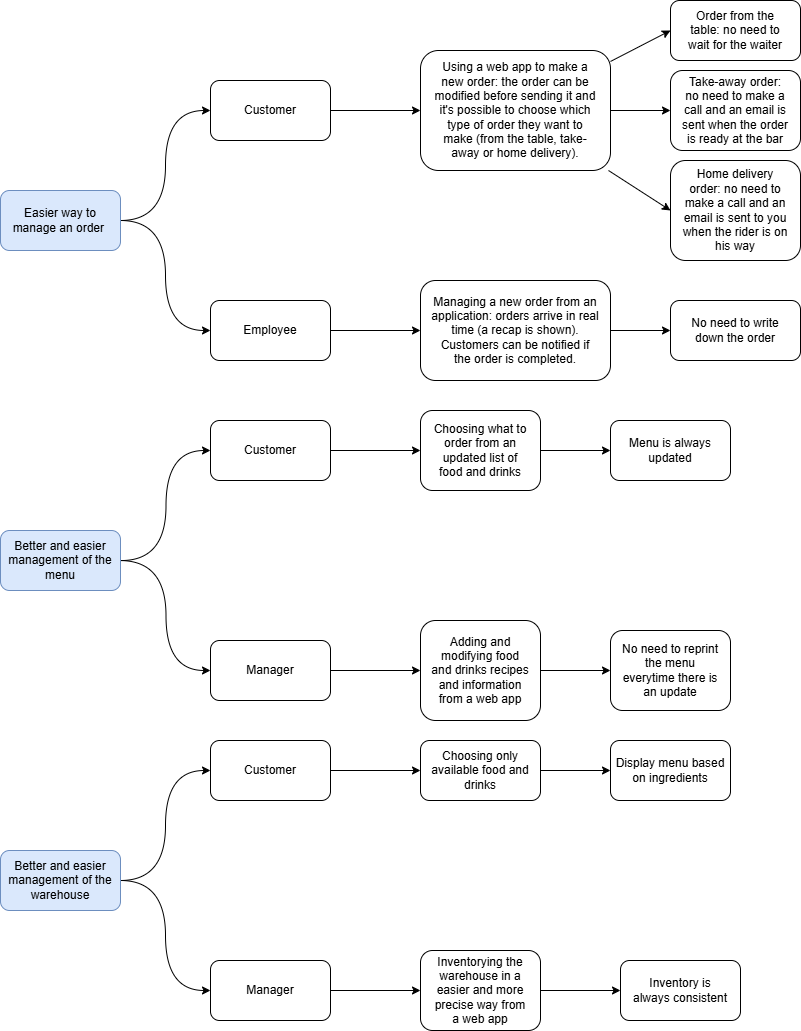 Order from the
table: no need to
wait for the waiter
Using a web app to make a
new order: the order can be
modified before sending it and
it's possible to choose which
type of order they want to
make (from the table, take-
away or home delivery).
Customer
Take-away order:
no need to make a
call and an email is
sent when the order
is ready at the bar
Home delivery
order: no need to
make a call and an
email is sent to you
when the rider is on
his way
Easier way to
manage an order
Employee
Managing a new order from an
application: orders arrive in real
time (a recap is shown).
Customers can be notified if
the order is completed.
No need to write
down the order
Customer
Choosing what to
order from an
updated list of
food and drinks
Menu is always
updated
Better and easier
management of the
menu
Manager
Adding and
modifying food
and drinks recipes
and information
from a web app
No need to reprint
the menu
everytime there is
an update
Customer
Choosing only
available food and
drinks
Display menu based
on ingredients
Better and easier
management of the
warehouse
Manager
Inventorying the
warehouse in a
easier and more
precise way from
a web app
Inventory is
always consistent